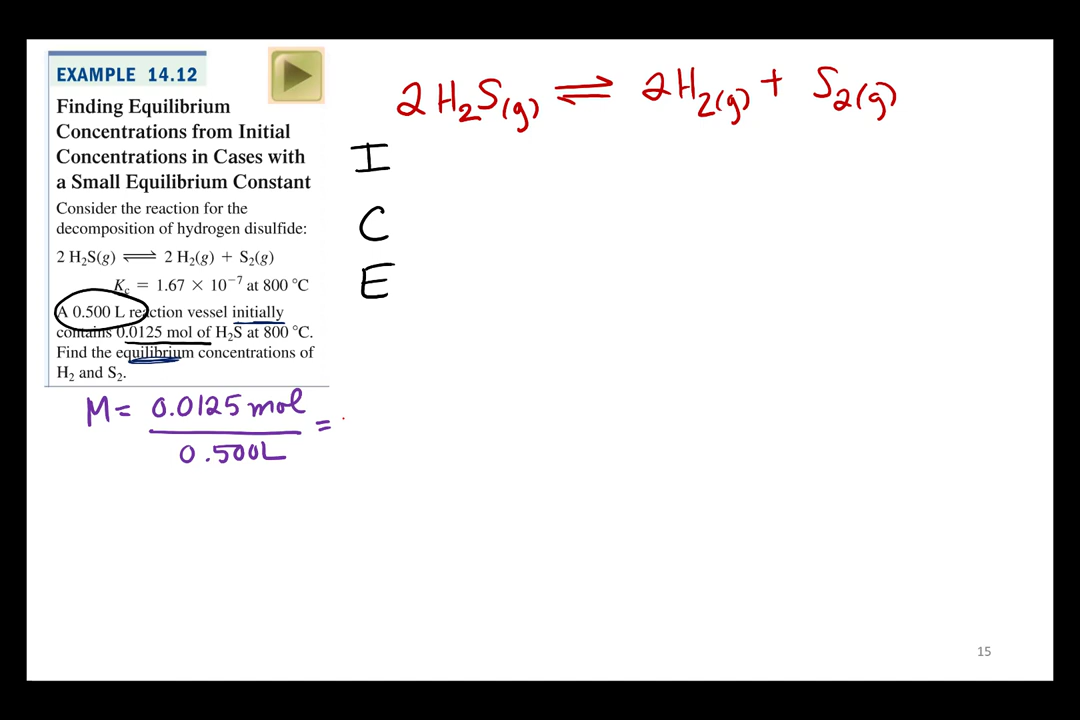 EXAMPLE 14.12
Finding Equilibrium
Concentrations from Initial
Concentrations in Cases with
a Small Equilibrium Constant
Consider the reaction for the
decomposition of hydrogen disulfide:
2 H₂S(g) ⇌ 2 H₂(g) + S₂(g)
K꜀ = 1.67 × 10⁻⁷ at 800 °C
A 0.500 L reaction vessel initially
contains 0.0125 mol of H₂S at 800 °C.
Find the equilibrium concentrations of
H₂ and S₂.
2H₂S(g) ⇌ 2H₂(g) + S₂(g)
I
C
E
M = 0.0125 mol =
0.500L
15